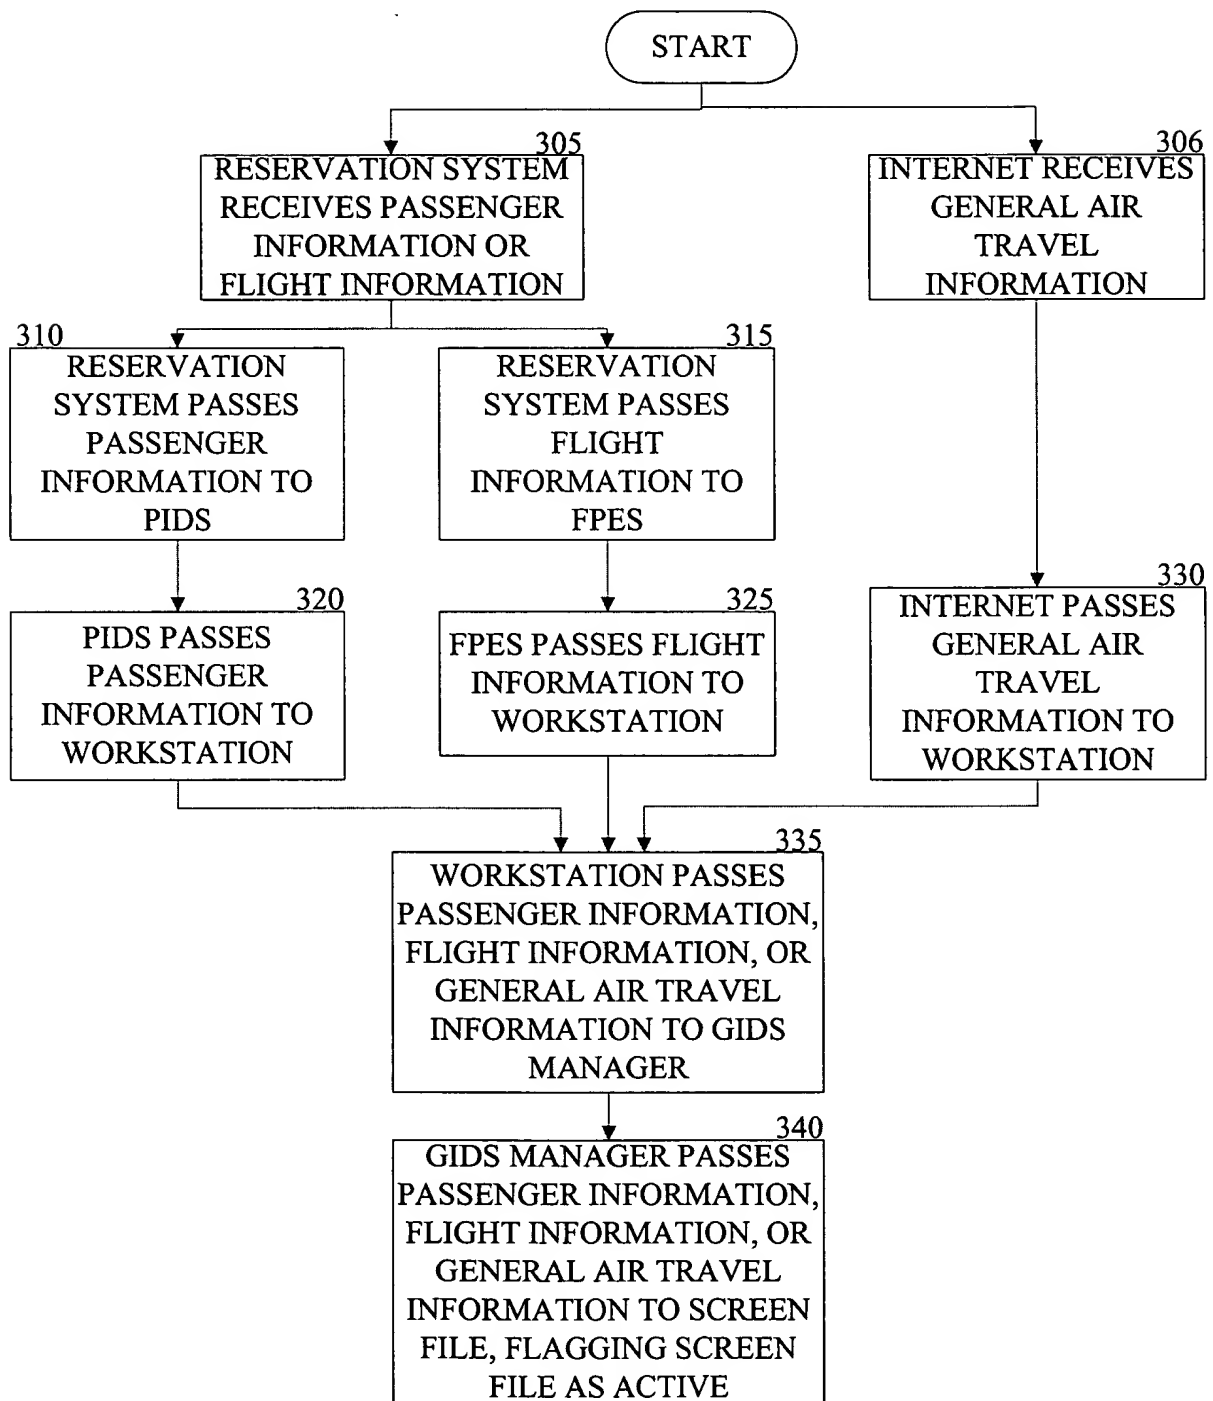 START
305
RESERVATION SYSTEM
RECEIVES PASSENGER
INFORMATION OR
FLIGHT INFORMATION
306
INTERNET RECEIVES
GENERAL AIR
TRAVEL
INFORMATION
310
RESERVATION
SYSTEM PASSES
PASSENGER
INFORMATION TO
PIDS
315
RESERVATION
SYSTEM PASSES
FLIGHT
INFORMATION TO
FPES
320
PIDS PASSES
PASSENGER
INFORMATION TO
WORKSTATION
325
FPES PASSES FLIGHT
INFORMATION TO
WORKSTATION
330
INTERNET PASSES
GENERAL AIR
TRAVEL
INFORMATION TO
WORKSTATION
335
WORKSTATION PASSES
PASSENGER INFORMATION,
FLIGHT INFORMATION, OR
GENERAL AIR TRAVEL
INFORMATION TO GIDS
MANAGER
340
GIDS MANAGER PASSES
PASSENGER INFORMATION,
FLIGHT INFORMATION, OR
GENERAL AIR TRAVEL
INFORMATION TO SCREEN
FILE, FLAGGING SCREEN
FILE AS ACTIVE